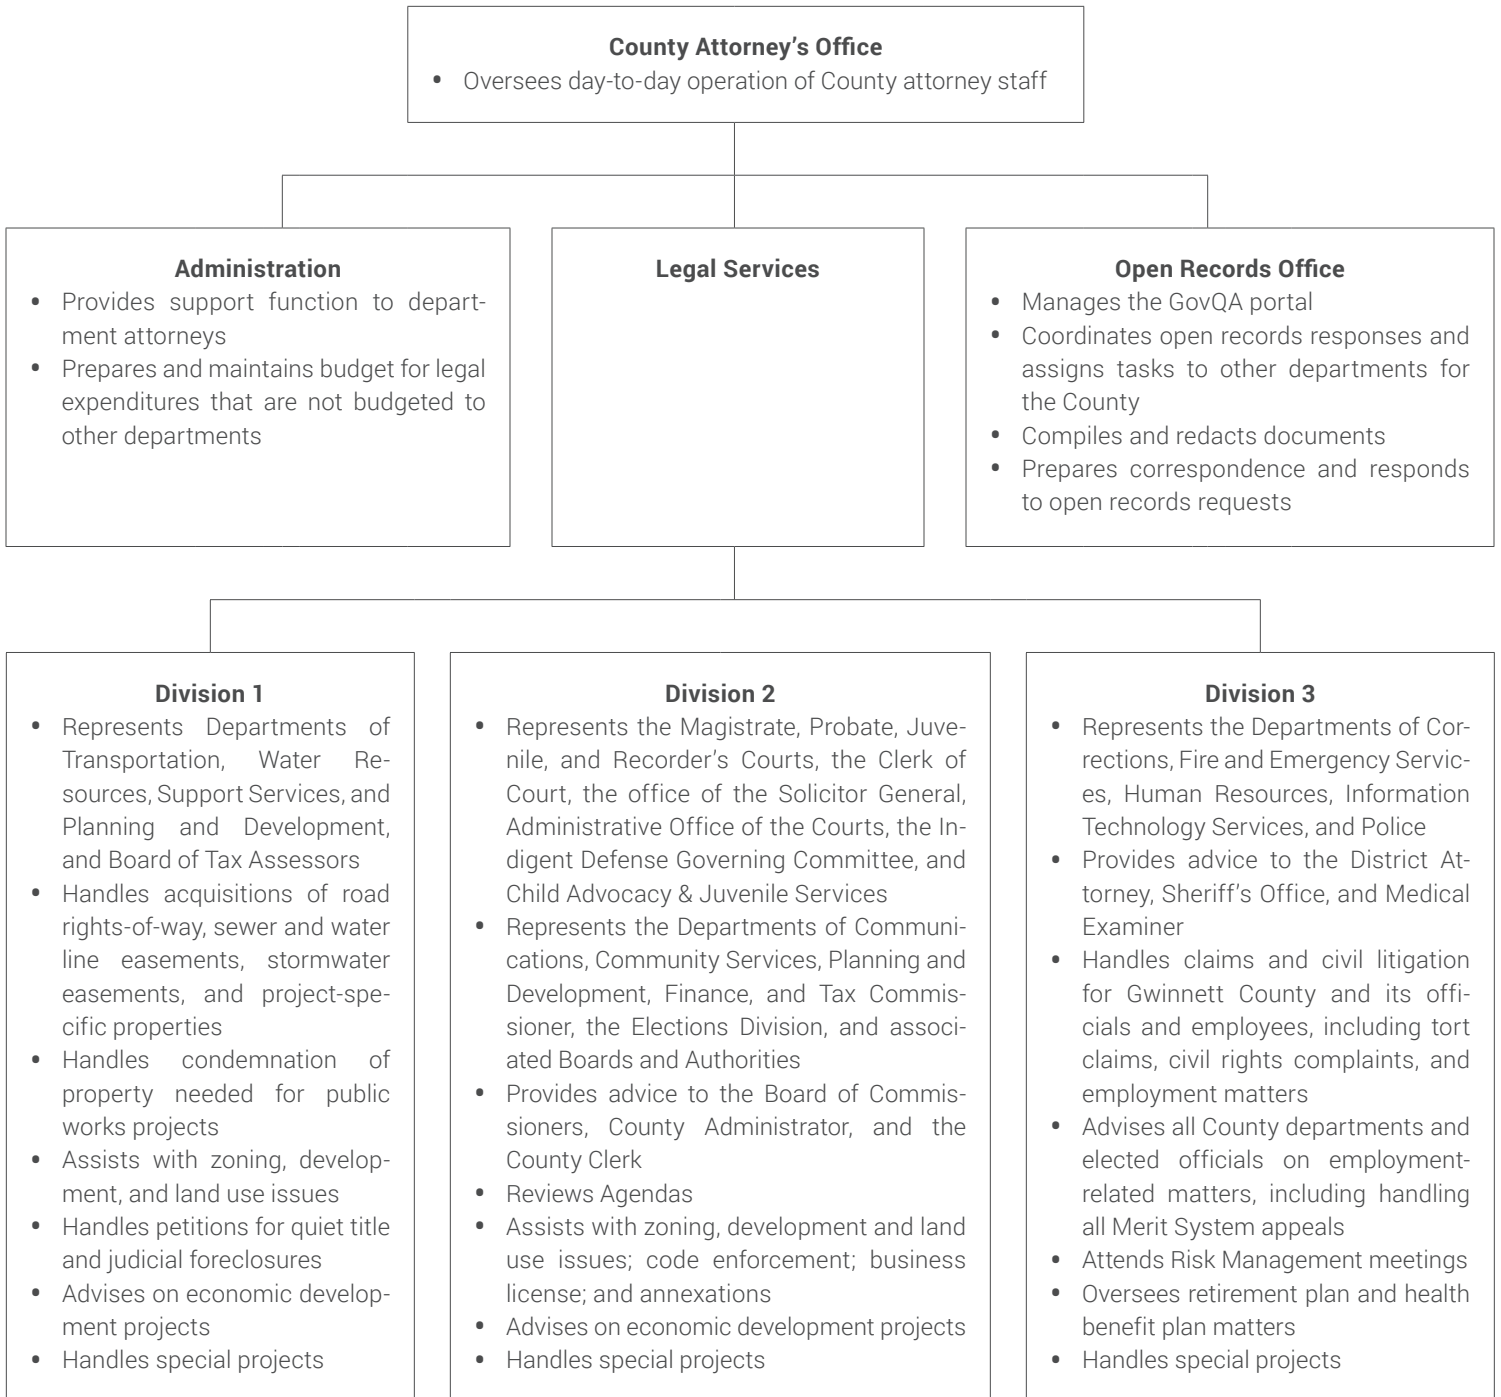 County Attorney’s Office
• Oversees day-to-day operation of County attorney staff
Administration
• Provides support function to depart-
ment attorneys
• Prepares and maintains budget for legal
expenditures that are not budgeted to
other departments
Legal Services
Open Records Office
• Manages the GovQA portal
• Coordinates open records responses and
assigns tasks to other departments for
the County
• Compiles and redacts documents
• Prepares correspondence and responds
to open records requests
Division 1
• Represents Departments of
Transportation, Water Re-
sources, Support Services, and
Planning and Development,
and Board of Tax Assessors
• Handles acquisitions of road
rights-of-way, sewer and water
line easements, stormwater
easements, and project-spe-
cific properties
• Handles condemnation of
property needed for public
works projects
• Assists with zoning, develop-
ment, and land use issues
• Handles petitions for quiet title
and judicial foreclosures
• Advises on economic develop-
ment projects
• Handles special projects
Division 2
• Represents the Magistrate, Probate, Juve-
nile, and Recorder’s Courts, the Clerk of
Court, the office of the Solicitor General,
Administrative Office of the Courts, the In-
digent Defense Governing Committee, and
Child Advocacy & Juvenile Services
• Represents the Departments of Communi-
cations, Community Services, Planning and
Development, Finance, and Tax Commis-
sioner, the Elections Division, and associ-
ated Boards and Authorities
• Provides advice to the Board of Commis-
sioners, County Administrator, and the
County Clerk
• Reviews Agendas
• Assists with zoning, development and land
use issues; code enforcement; business
license; and annexations
• Advises on economic development projects
• Handles special projects
Division 3
• Represents the Departments of Cor-
rections, Fire and Emergency Servic-
es, Human Resources, Information
Technology Services, and Police
• Provides advice to the District At-
torney, Sheriff’s Office, and Medical
Examiner
• Handles claims and civil litigation
for Gwinnett County and its offi-
cials and employees, including tort
claims, civil rights complaints, and
employment matters
• Advises all County departments and
elected officials on employment-
related matters, including handling
all Merit System appeals
• Attends Risk Management meetings
• Oversees retirement plan and health
benefit plan matters
• Handles special projects